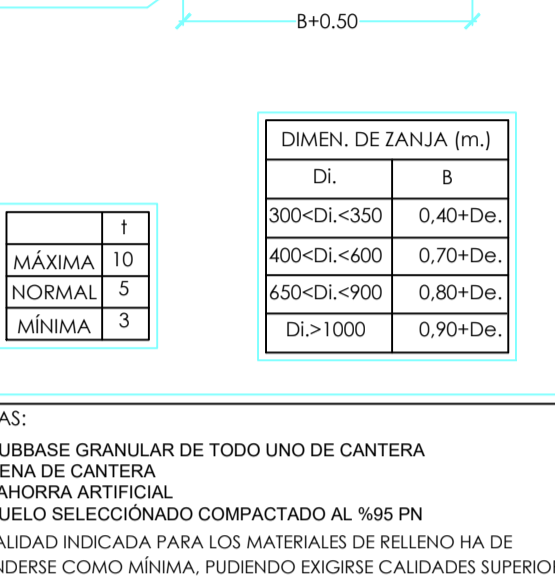 B+0.50
DIMEN. DE ZANJA (m.)
Di. B
300<Di.<350 0,40+De.
400<Di.<600 0,70+De.
650<Di.<900 0,80+De.
Di.>1000 0,90+De.
t
MÁXIMA 10
NORMAL 5
MÍNIMA 3
AS:
UBBASE GRANULAR DE TODO UNO DE CANTERA
ENA DE CANTERA
AHORRA ARTIFICIAL
UELO SELECCIÓNADO COMPACTADO AL %95 PN
ALIDAD INDICADA PARA LOS MATERIALES DE RELLENO HA DE
NDERSE COMO MÍNIMA, PUDIENDO EXIGIRSE CALIDADES SUPERIO